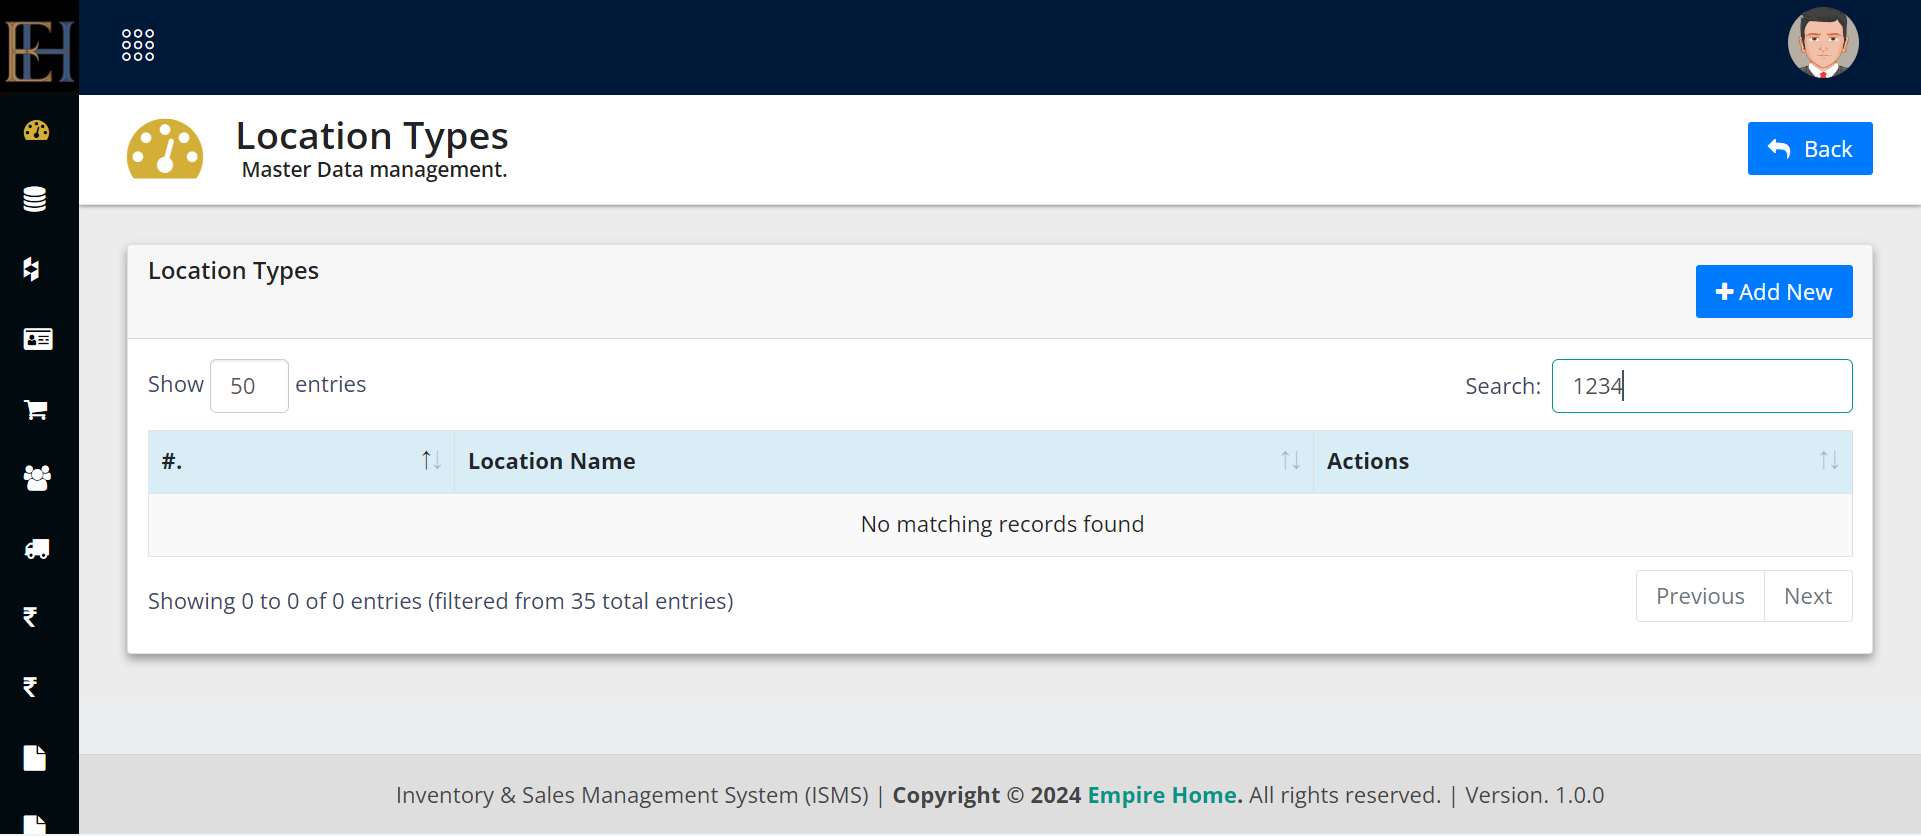 EH
Location Types
Master Data management.
Back
Location Types
Add New
Show 50 entries
Search: 1234
#. Location Name Actions
No matching records found
Showing 0 to 0 of 0 entries (filtered from 35 total entries)
Previous Next
Inventory & Sales Management System (ISMS) | Copyright © 2024 Empire Home. All rights reserved. | Version. 1.0.0